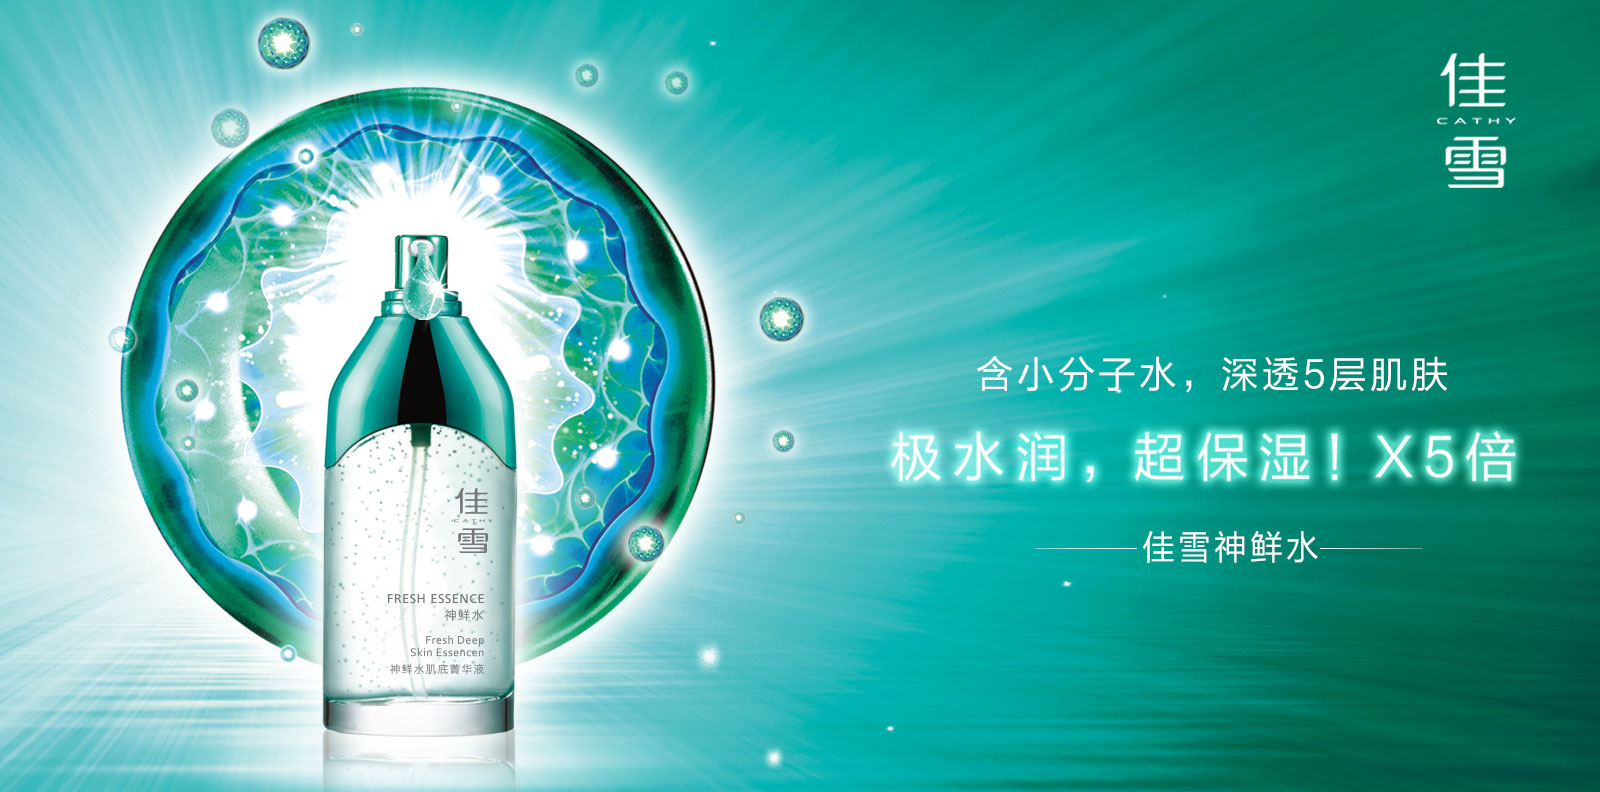 佳
CATHY
雪
含小分子水，深透5层肌肤
极水润，超保湿！X5倍
佳雪神鲜水
佳
CATHY
雪
FRESH ESSENCE
神鲜水
Fresh Deep
Skin Essencen
神鲜水肌底菁华液